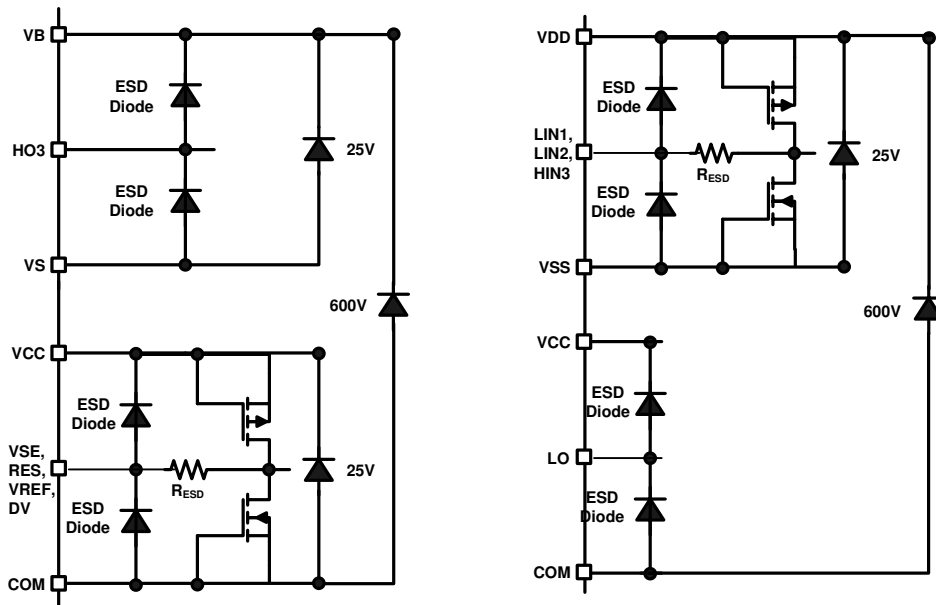 VB
ESD
Diode
HO3
25V
ESD
Diode
VS
600V
VCC
ESD
Diode
VSE,
RES,
VREF,
DV
RESD
25V
ESD
Diode
COM
VDD
ESD
Diode
LIN1,
LIN2,
HIN3
RESD
25V
ESD
Diode
VSS
600V
VCC
ESD
Diode
LO
ESD
Diode
COM